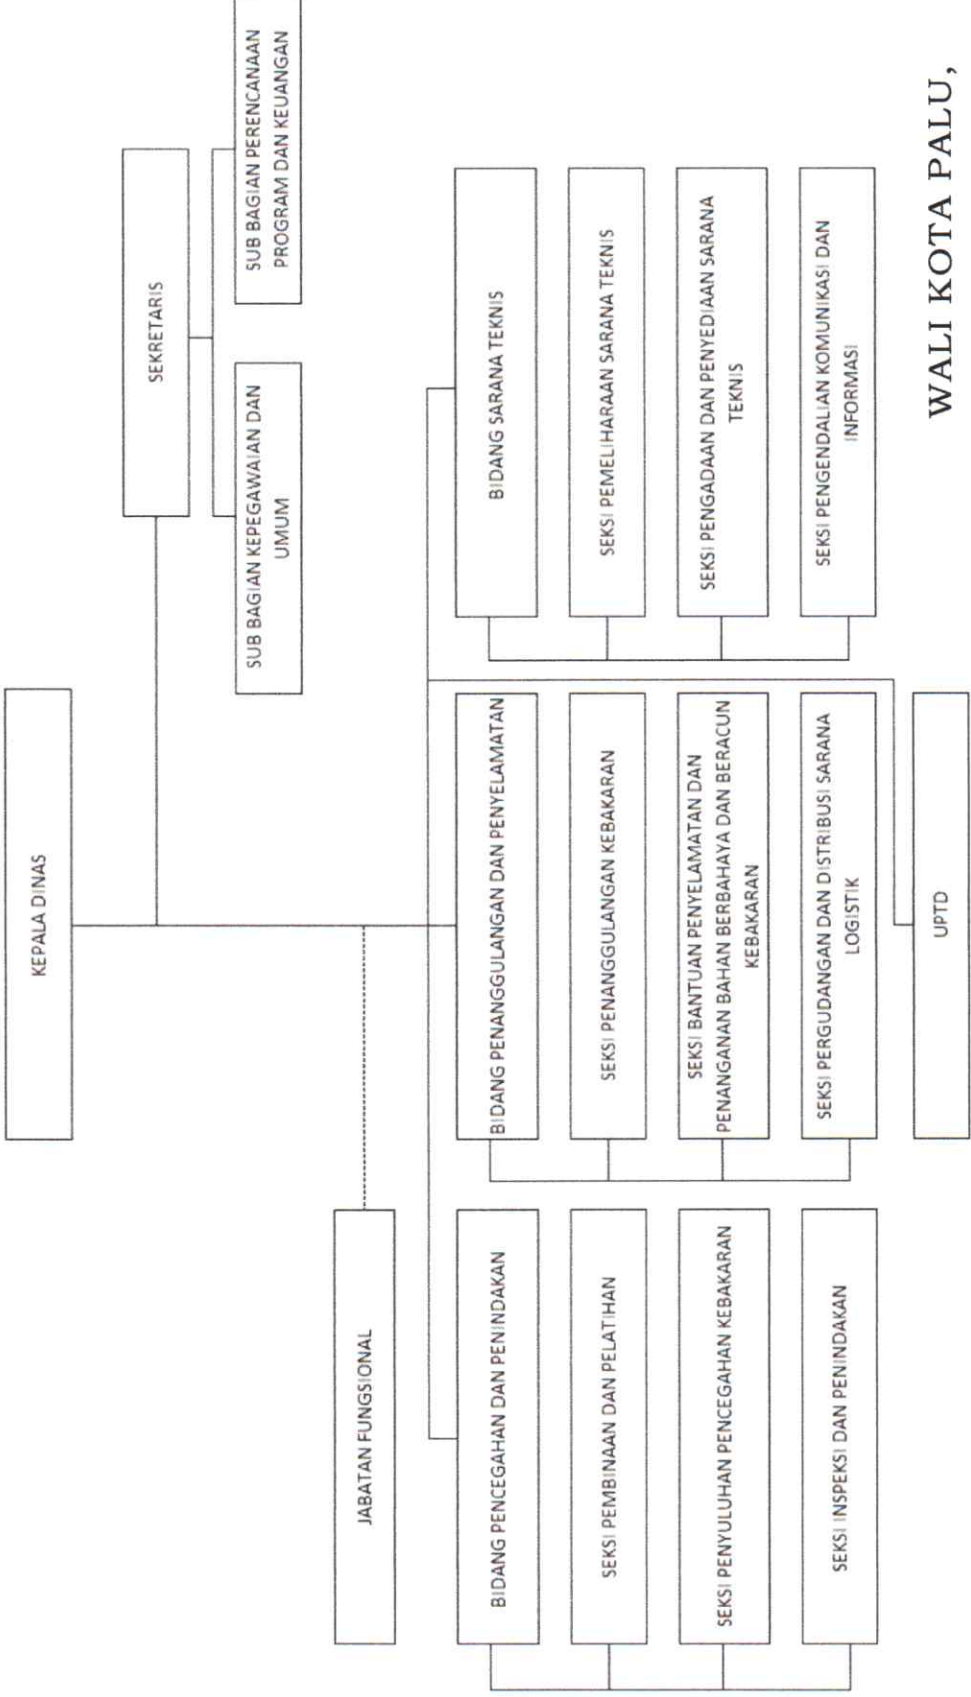 KEPALA DINAS
SEKRETARIS
SUB BAGIAN KEPEGAWAIAN DAN
UMUM
SUB BAGIAN PERENCANAAN
PROGRAM DAN KEUANGAN
JABATAN FUNGSIONAL
BIDANG PENCEGAHAN DAN PENINDAKAN
SEKSI PEMBINAAN DAN PELATIHAN
SEKSI PENYULUHAN PENCEGAHAN KEBAKARAN
SEKSI INSPEKSI DAN PENINDAKAN
BIDANG PENANGGULANGAN DAN PENYELAMATAN
SEKSI PENANGGULANGAN KEBAKARAN
SEKSI BANTUAN PENYELAMATAN DAN
PENANGANAN BAHAN BERBAHAYA DAN BERACUN
KEBAKARAN
SEKSI PERGUDANGAN DAN DISTRIBUSI SARANA
LOGISTIK
BIDANG SARANA TEKNIS
SEKSI PEMELIHARAAN SARANA TEKNIS
SEKSI PENGADAAN DAN PENYEDIAAN SARANA
TEKNIS
SEKSI PENGENDALIAN KOMUNIKASI DAN
INFORMASI
UPTD
WALI KOTA PALU,